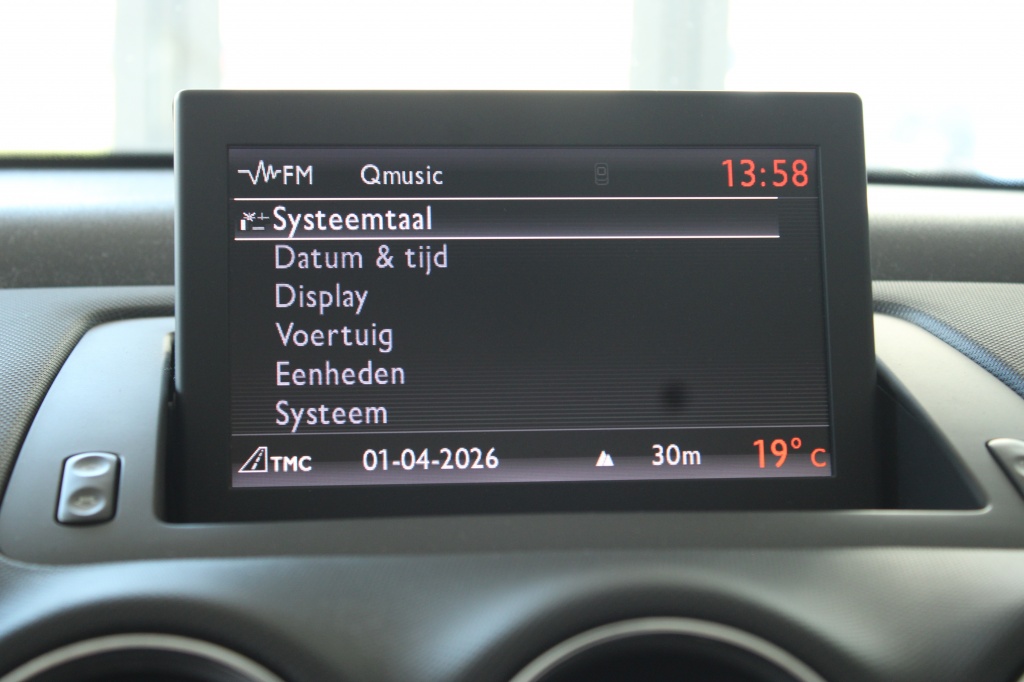 FM Qmusic 13:58
Systeemtaal
Datum & tijd
Display
Voertuig
Eenheden
Systeem
TMC 01-04-2026 30m 19° C